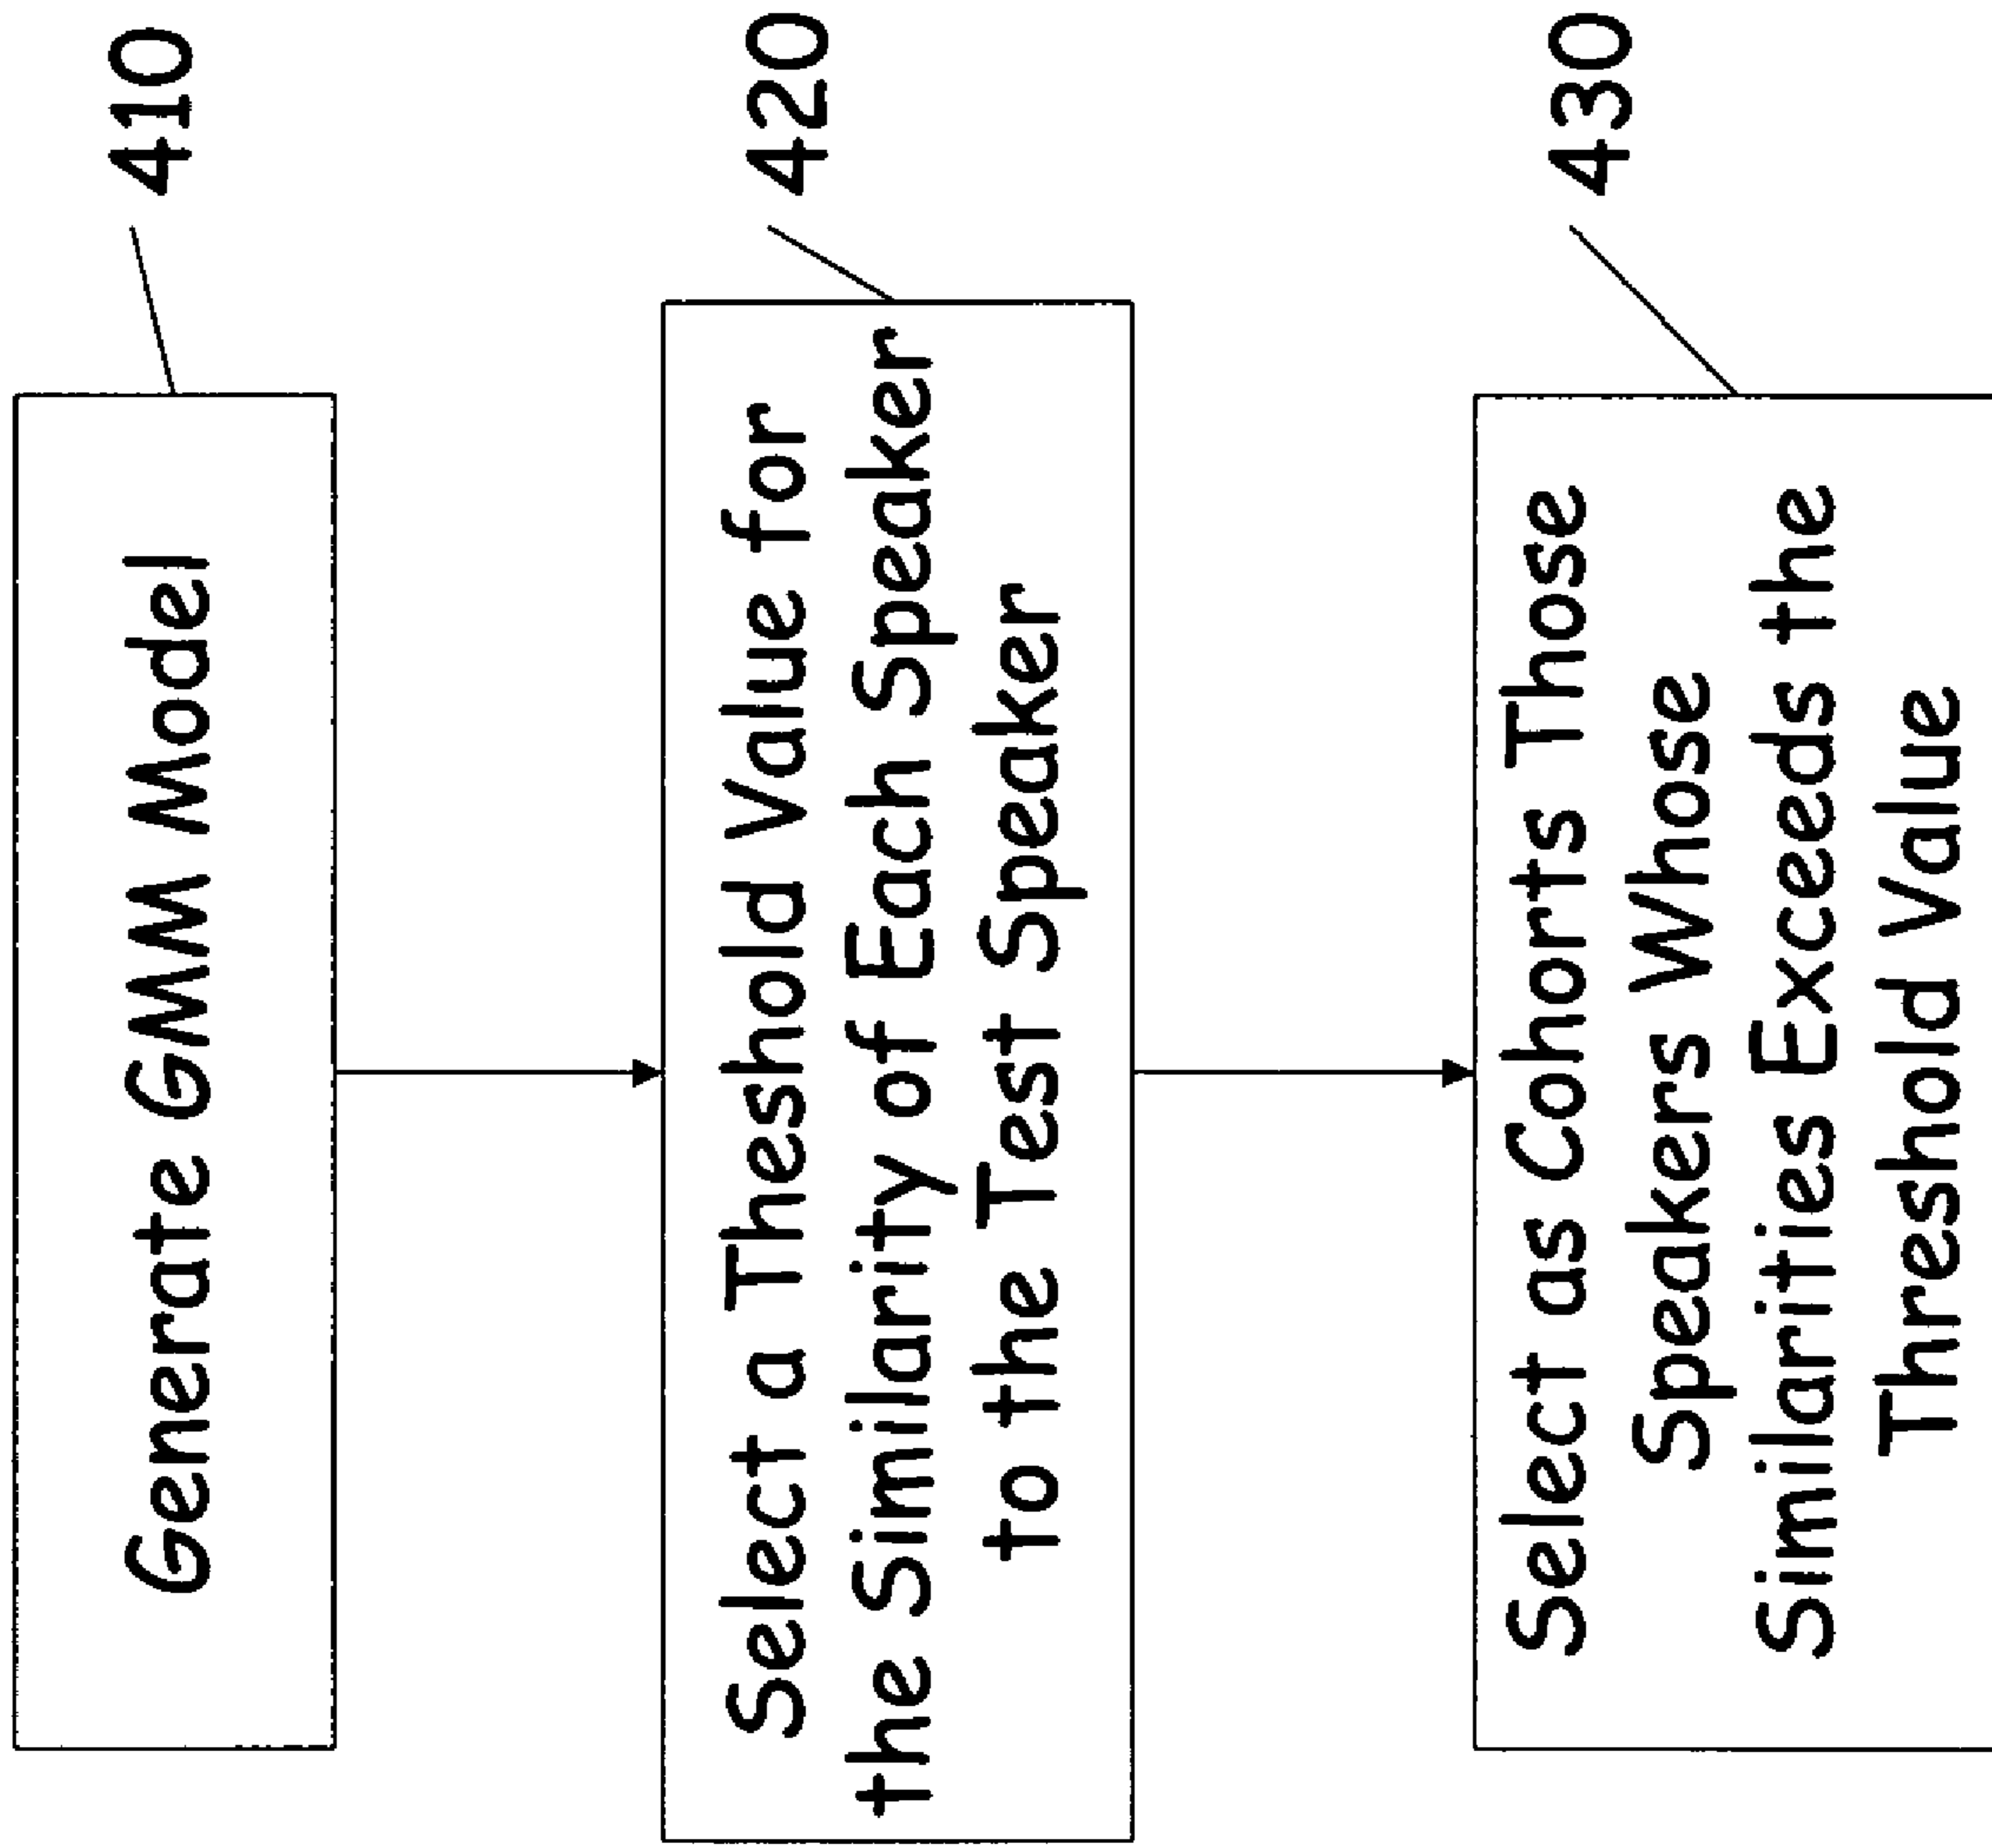 Generate GMM Model
410
Select a Theshold Value for
the Similarity of Each Speaker
to the Test Speaker
420
Select as Cohorts Those
Speakers Whose
Similarities Exceeds the
Threshold Value
430